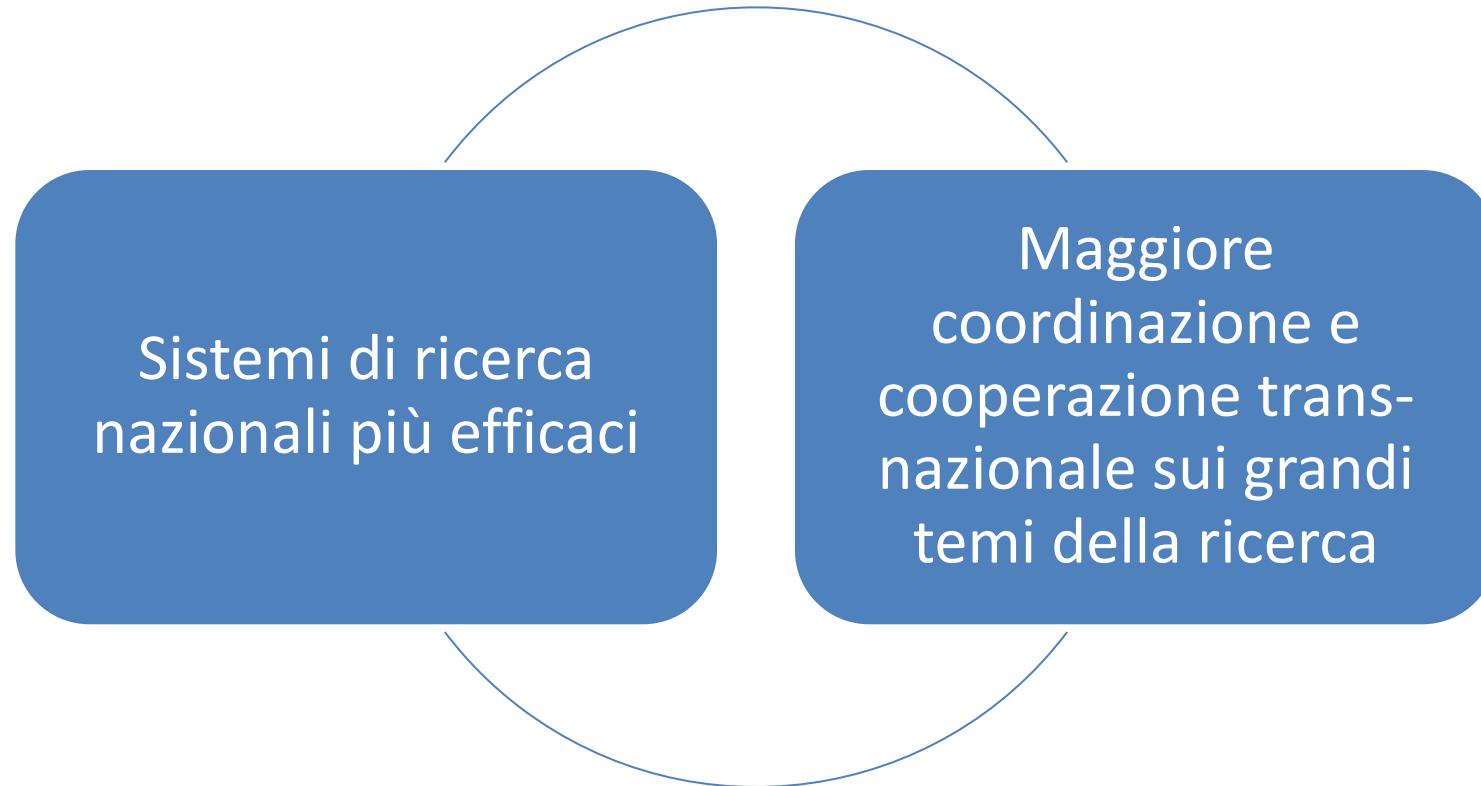 Sistemi di ricerca
nazionali più efficaci
Maggiore
coordinazione e
cooperazione trans-
nazionale sui grandi
temi della ricerca